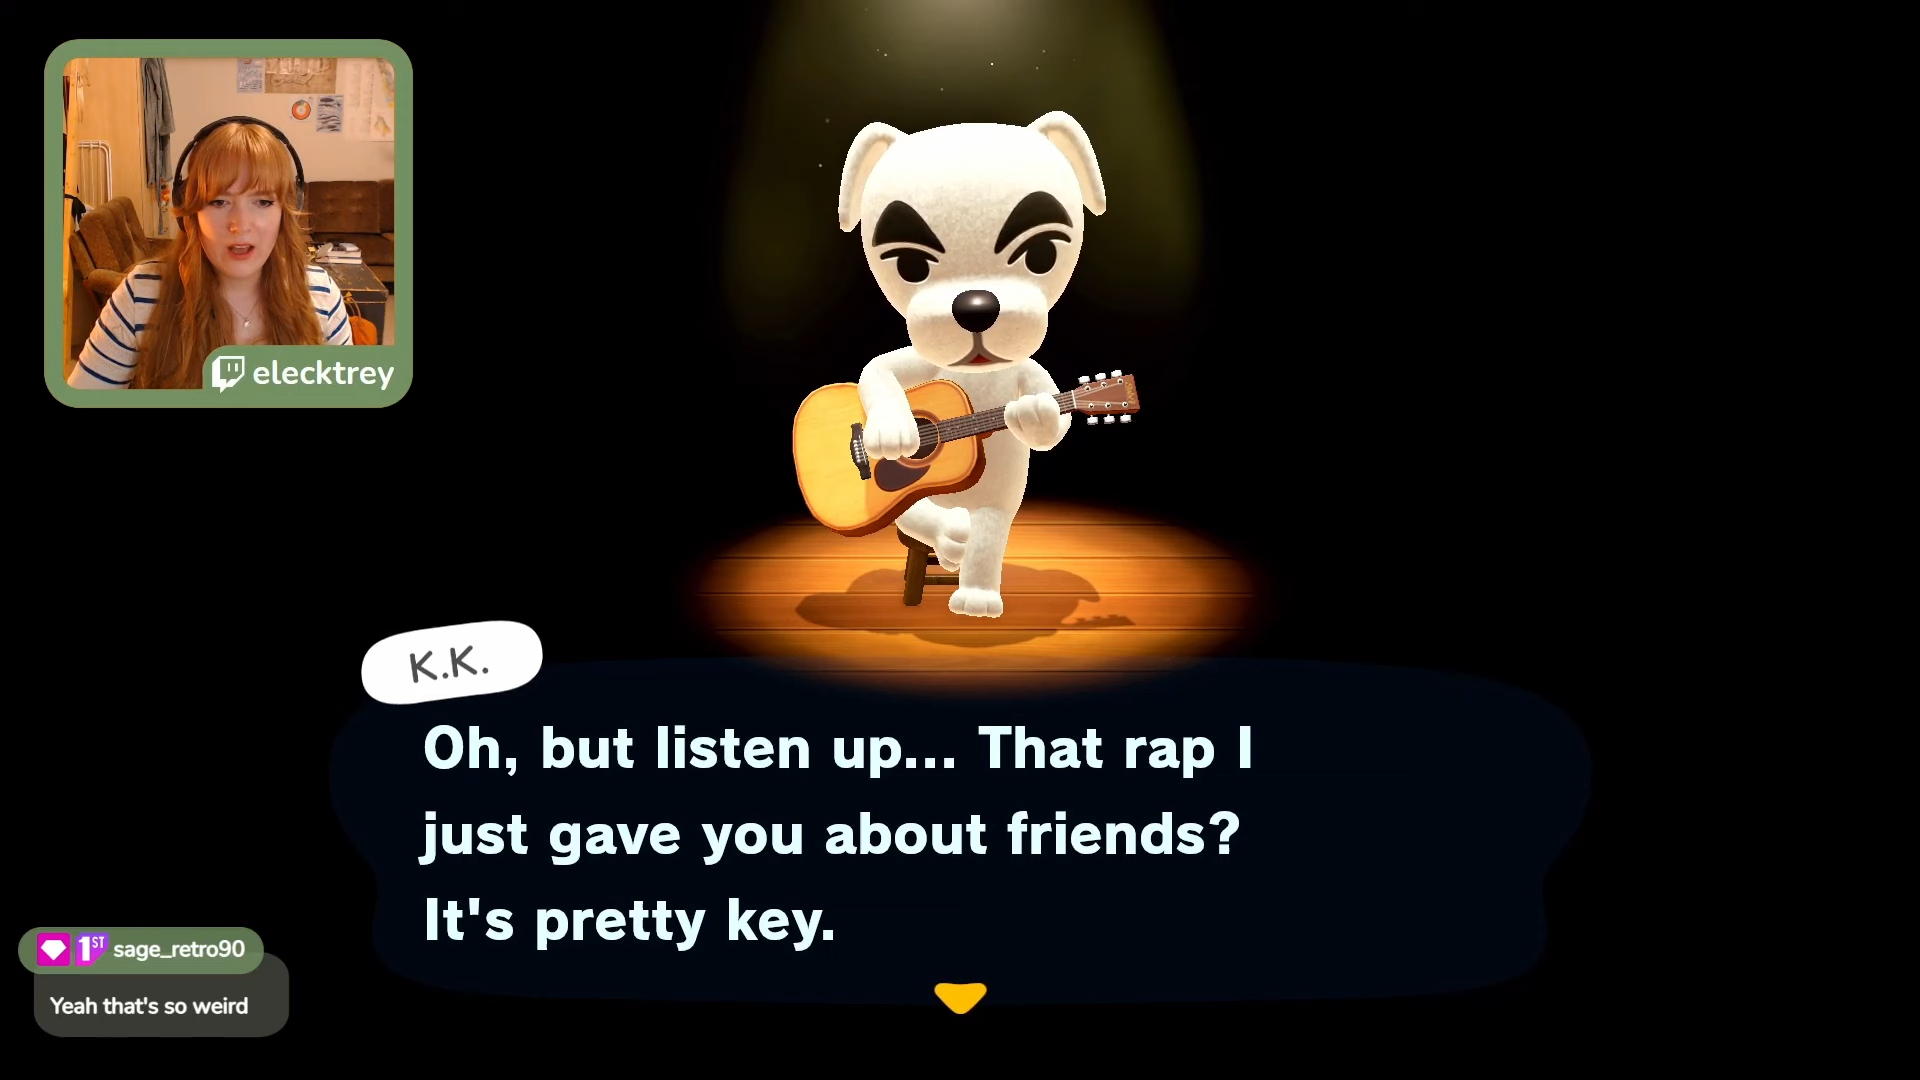 elecktrey
K.K.
Oh, but listen up... That rap I
just gave you about friends?
It's pretty key.
1ST sage_retro90
Yeah that's so weird